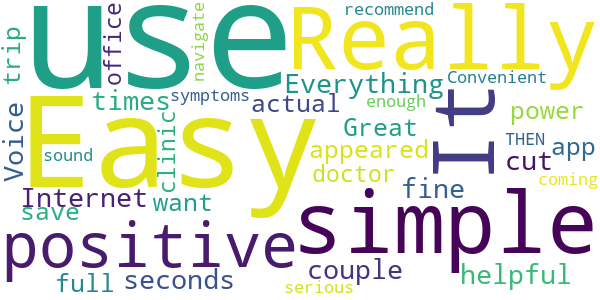 use
Really
Easy
It
simple
positive
trip
office
navigate
recommend
Everything
Convenient
times
symptoms
actual
enough
power
Voice
clinic
Great
THEN
sound
appeared
app
doctor
cut
coming
Internet
want
fine
save
full
seconds
couple
helpful
serious